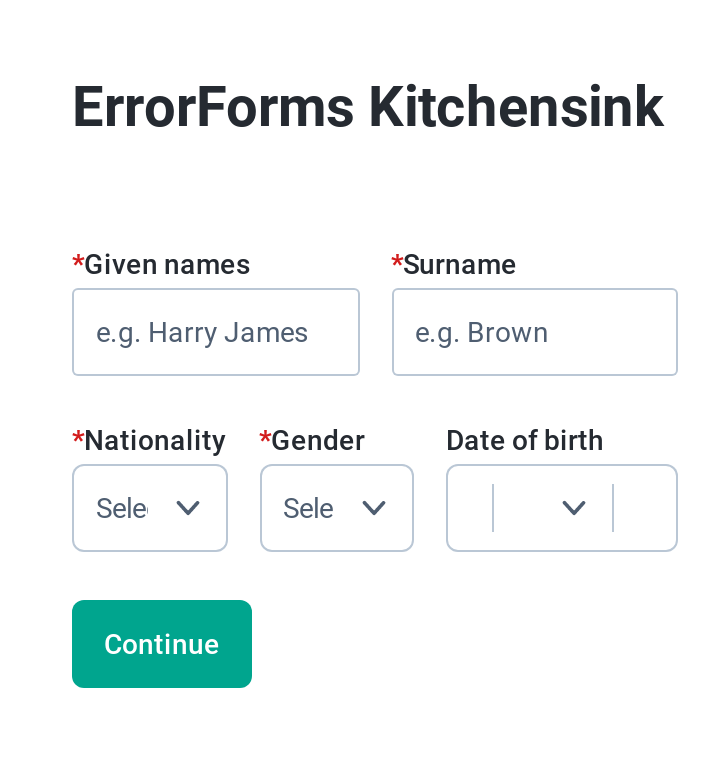 ErrorForms Kitchensink
*Given names *Surname
e.g. Harry James e.g. Brown
*Nationality *Gender Date of birth
Sele Sele
Continue